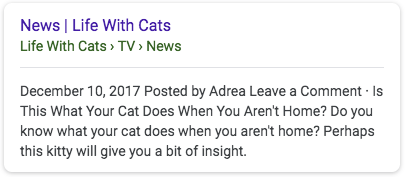 News | Life With Cats
Life With Cats › TV › News
December 10, 2017 Posted by Adrea Leave a Comment · Is
This What Your Cat Does When You Aren't Home? Do you
know what your cat does when you aren't home? Perhaps
this kitty will give you a bit of insight.